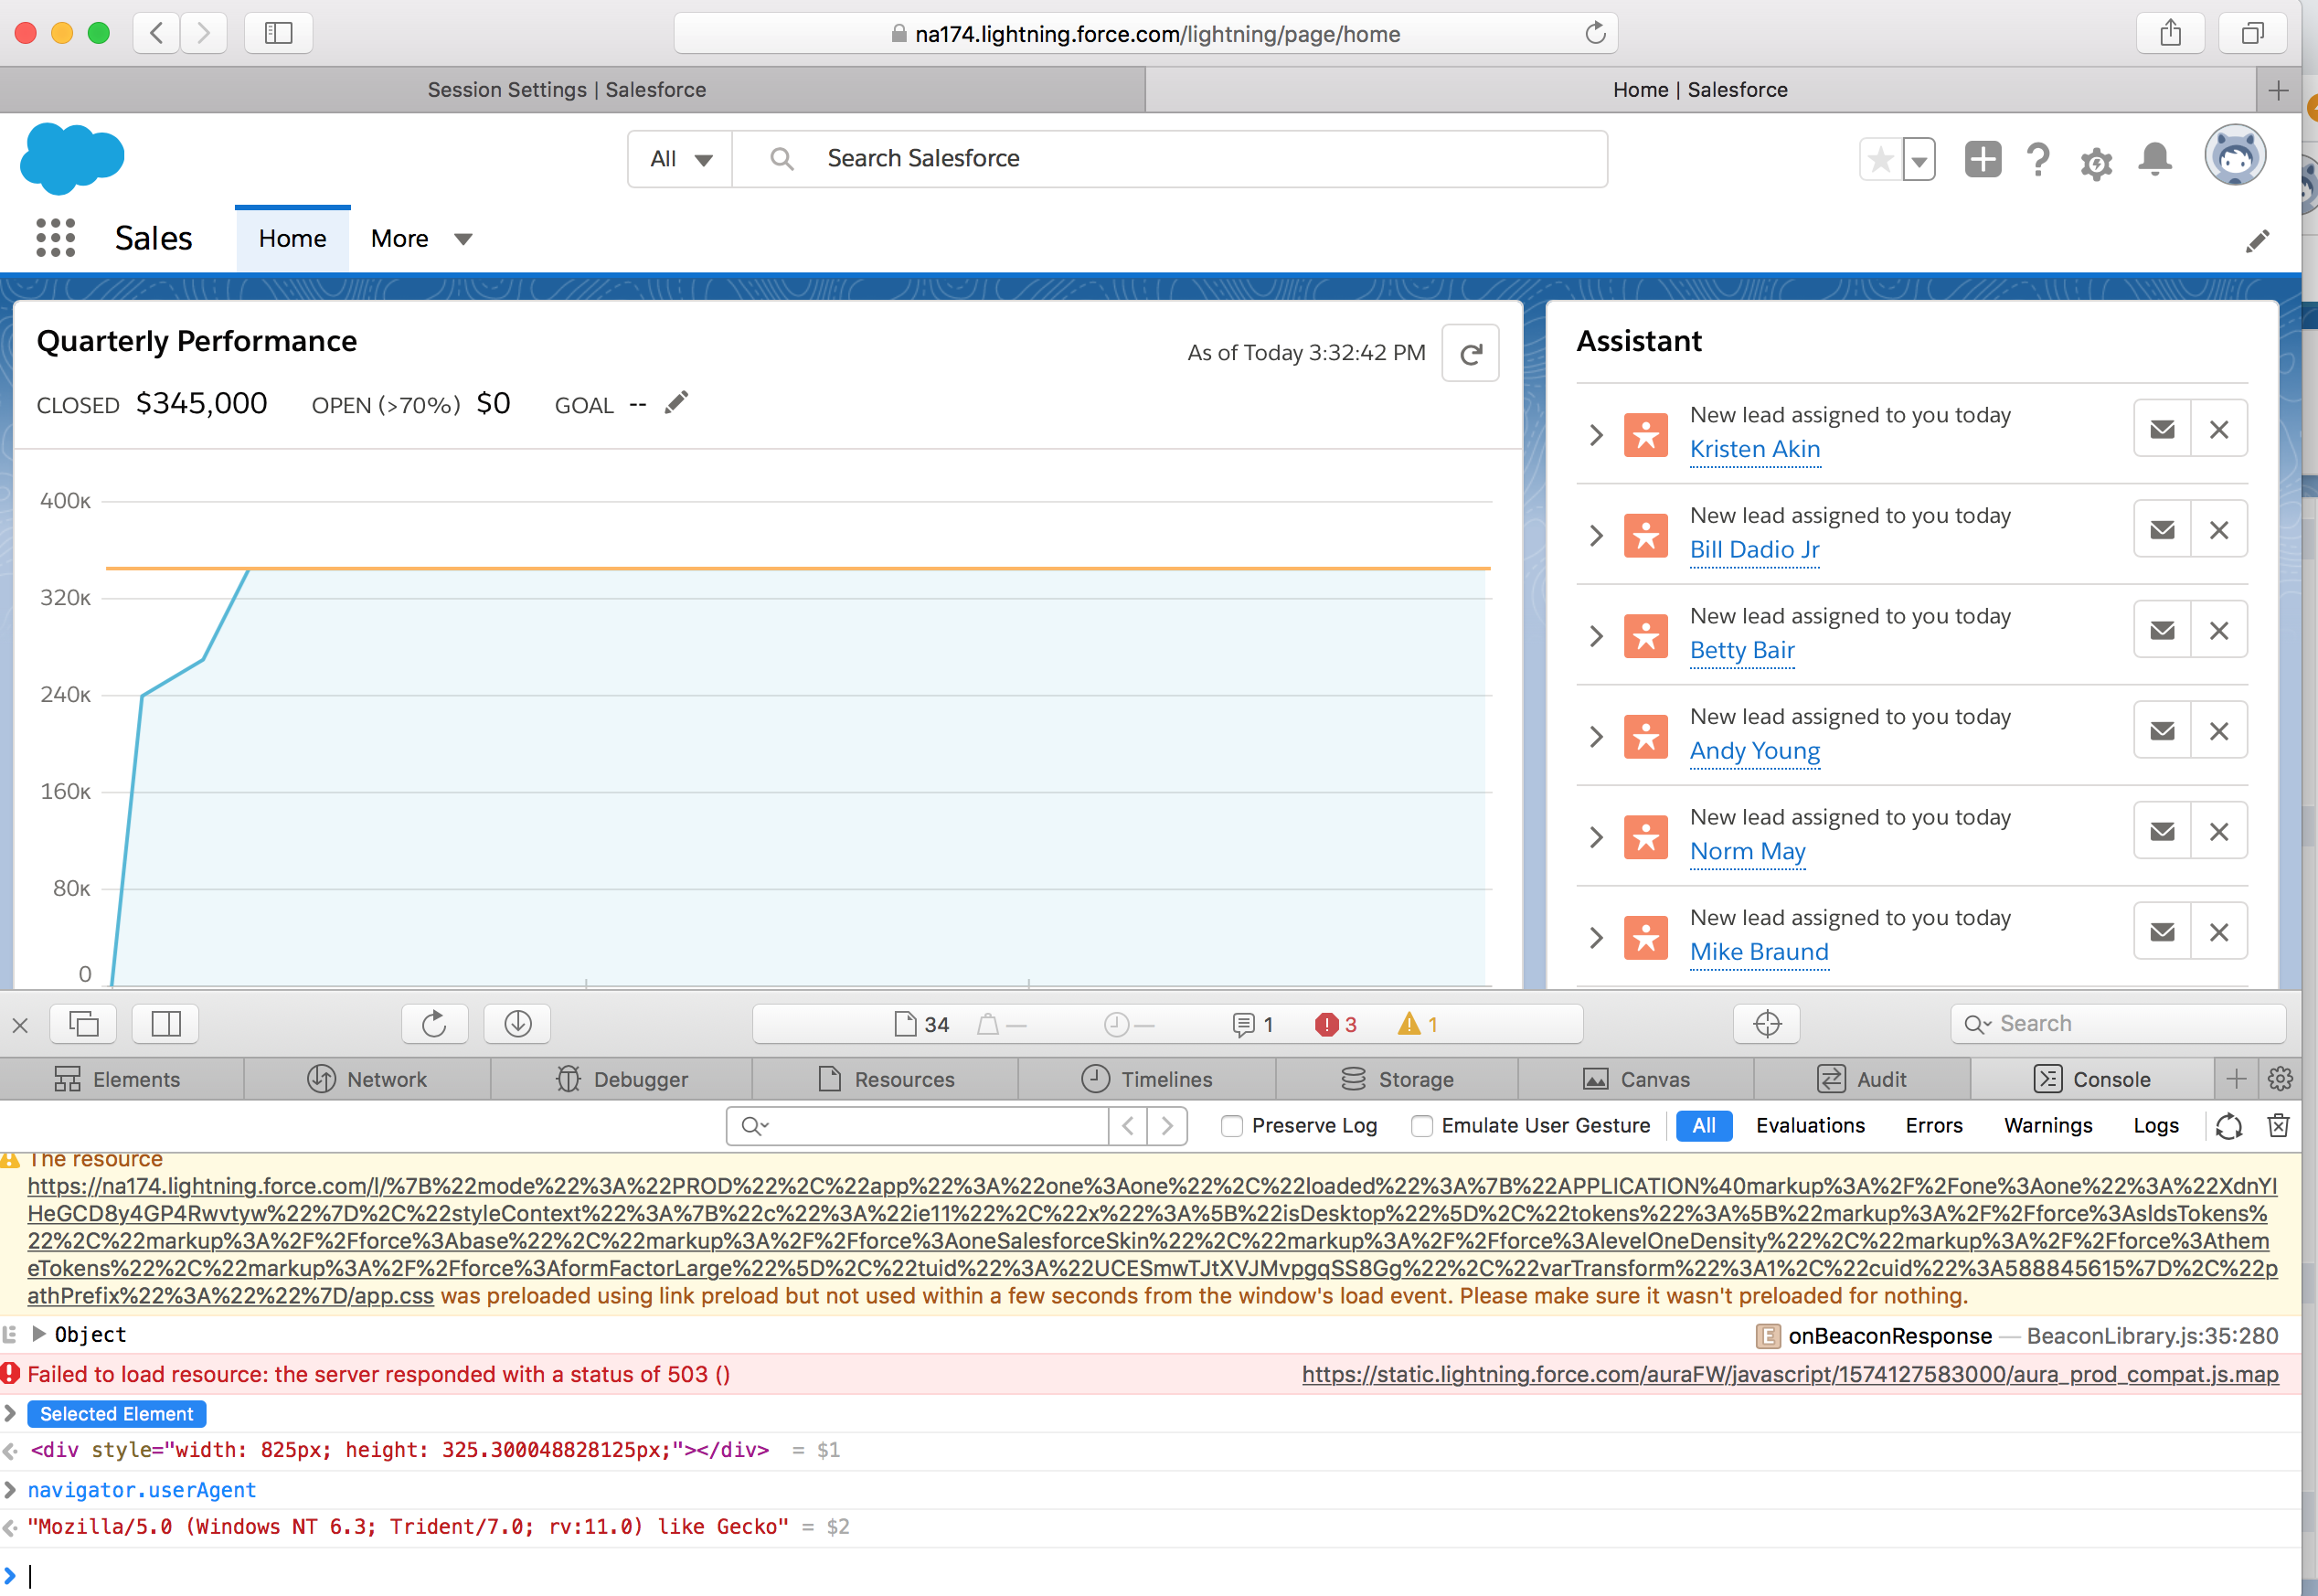 na174.lightning.force.com/lightning/page/home
Session Settings | Salesforce
Home | Salesforce
All
Search Salesforce
Sales
Home
More
Quarterly Performance
As of Today 3:32:42 PM
CLOSED $345,000 OPEN (>70%) $0 GOAL --
400K
320K
240K
160K
80K
0
Assistant
New lead assigned to you today
Kristen Akin
New lead assigned to you today
Bill Dadio Jr
New lead assigned to you today
Betty Bair
New lead assigned to you today
Andy Young
New lead assigned to you today
Norm May
New lead assigned to you today
Mike Braund
34 — — 1 3 1
Search
Elements Network Debugger Resources Timelines Storage Canvas Audit Console
Preserve Log Emulate User Gesture All Evaluations Errors Warnings Logs
The resource
https://na174.lightning.force.com/l/%7B%22mode%22%3A%22PROD%22%2C%22app%22%3A%22one%3Aone%22%2C%22loaded%22%3A%7B%22APPLICATION%40markup%3A%2F%2Fone%3Aone%22%3A%22XdnYl
HeGCD8y4GP4Rwvtyw%22%7D%2C%22styleContext%22%3A%7B%22c%22%3A%22ie11%22%2C%22x%22%3A%5B%22isDesktop%22%5D%2C%22tokens%22%3A%5B%22markup%3A%2F%2Fforce%3AsldsTokens%
22%2C%22markup%3A%2F%2Fforce%3Abase%22%2C%22markup%3A%2F%2Fforce%3AoneSalesforceSkin%22%2C%22markup%3A%2F%2Fforce%3AlevelOneDensity%22%2C%22markup%3A%2F%2Fforce%3Athem
eTokens%22%2C%22markup%3A%2F%2Fforce%3AformFactorLarge%22%5D%2C%22tuid%22%3A%22UCESmwTJtXVJMvpgqSS8Gg%22%2C%22varTransform%22%3A1%2C%22cuid%22%3A588845615%7D%2C%22p
athPrefix%22%3A%22%22%7D/app.css was preloaded using link preload but not used within a few seconds from the window's load event. Please make sure it wasn't preloaded for nothing.
Object
E onBeaconResponse — BeaconLibrary.js:35:280
Failed to load resource: the server responded with a status of 503 ()
https://static.lightning.force.com/auraFW/javascript/1574127583000/aura_prod_compat.js.map
Selected Element
<div style="width: 825px; height: 325.300048828125px;"></div> = $1
navigator.userAgent
"Mozilla/5.0 (Windows NT 6.3; Trident/7.0; rv:11.0) like Gecko" = $2